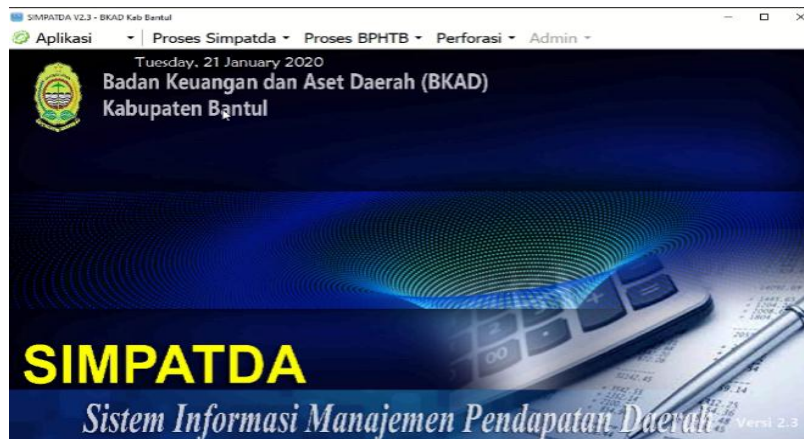 SIMPATDA V2.3 - BKAD Kab Bantul
Aplikasi Proses Simpatda Proses BPHTB Perforasi Admin
Tuesday, 21 January 2020
Badan Keuangan dan Aset Daerah (BKAD)
Kabupaten Bantul
SIMPATDA
Sistem Informasi Manajemen Pendapatan Daerah
Versi 2.3